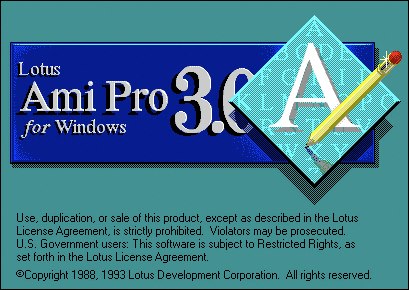 Lotus
Ami Pro 3.0
for Windows
A
Use, duplication, or sale of this product, except as described in the Lotus
License Agreement, is strictly prohibited. Violators may be prosecuted.
U.S. Government users: This software is subject to Restricted Rights, as
set forth in the Lotus License Agreement.
©Copyright 1988, 1993 Lotus Development Corporation. All rights reserved.